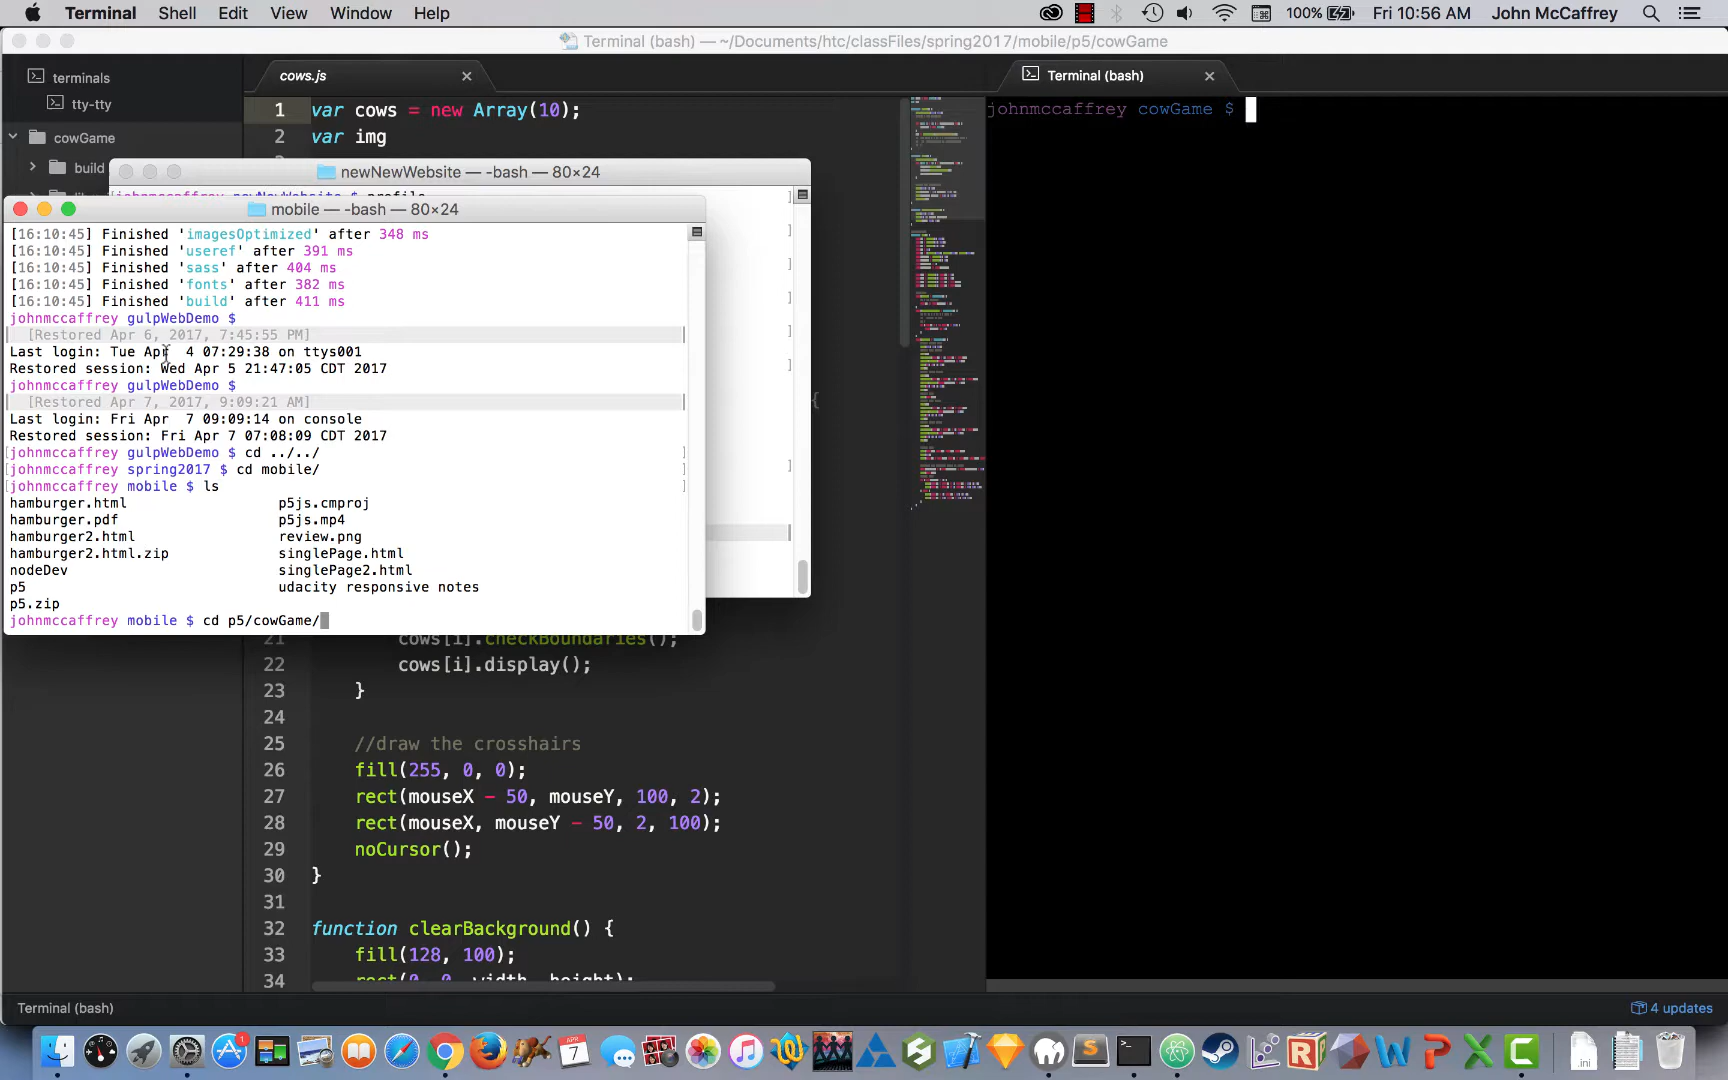 Terminal Shell Edit View Window Help 100% Fri 10:56 AM John McCaffrey
Terminal (bash) — ~/Documents/htc/classFiles/spring2017/mobile/p5/cowGame
terminals
tty-tty
cowGame
build
cows.js
1 var cows = new Array(10);
2 var img
newNewWebsite — -bash — 80×24
mobile — -bash — 80×24
[16:10:45] Finished 'imagesOptimized' after 348 ms
[16:10:45] Finished 'useref' after 391 ms
[16:10:45] Finished 'sass' after 404 ms
[16:10:45] Finished 'fonts' after 382 ms
[16:10:45] Finished 'build' after 411 ms
johnmccaffrey gulpWebDemo $
[Restored Apr 6, 2017, 7:45:55 PM]
Last login: Tue Apr 4 07:29:38 on ttys001
Restored session: Wed Apr 5 21:47:05 CDT 2017
johnmccaffrey gulpWebDemo $
[Restored Apr 7, 2017, 9:09:21 AM]
Last login: Fri Apr 7 09:09:14 on console
Restored session: Fri Apr 7 07:08:09 CDT 2017
[johnmccaffrey gulpWebDemo $ cd ../../ ]
[johnmccaffrey spring2017 $ cd mobile/ ]
[johnmccaffrey mobile $ ls ]
hamburger.html p5js.cmproj
hamburger.pdf p5js.mp4
hamburger2.html review.png
hamburger2.html.zip singlePage.html
nodeDev singlePage2.html
p5 udacity responsive notes
p5.zip
johnmccaffrey mobile $ cd p5/cowGame/
{
21 cows[i].checkBoundaries();
22 cows[i].display();
23 }
24
25 //draw the crosshairs
26 fill(255, 0, 0);
27 rect(mouseX - 50, mouseY, 100, 2);
28 rect(mouseX, mouseY - 50, 2, 100);
29 noCursor();
30 }
31
32 function clearBackground() {
33 fill(128, 100);
34 rect(0, 0, width, height);
Terminal (bash)
johnmccaffrey cowGame $
Terminal (bash)
4 updates